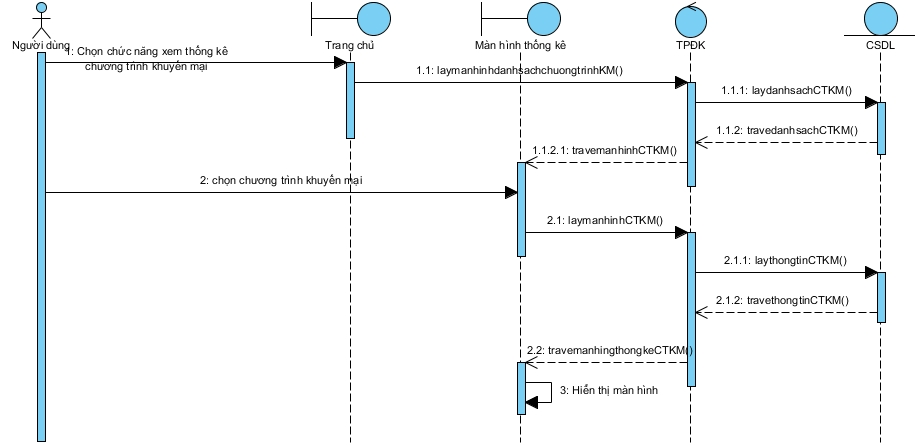 Người dùng
Trang chủ
Màn hình thống kê
TPĐK
CSDL
1: Chọn chức năng xem thống kê
chương trình khuyến mại
1.1: laymanhinhdanhsachchuongtrinhKM()
1.1.1: laydanhsachCTKM()
1.1.2: travedanhsachCTKM()
1.1.2.1: travemanhinhCTKM()
2: chọn chương trình khuyến mại
2.1: laymanhinhCTKM()
2.1.1: laythongtinCTKM()
2.1.2: travethongtinCTKM()
2.2: travemanhingthongkeCTKM()
3: Hiển thị màn hình